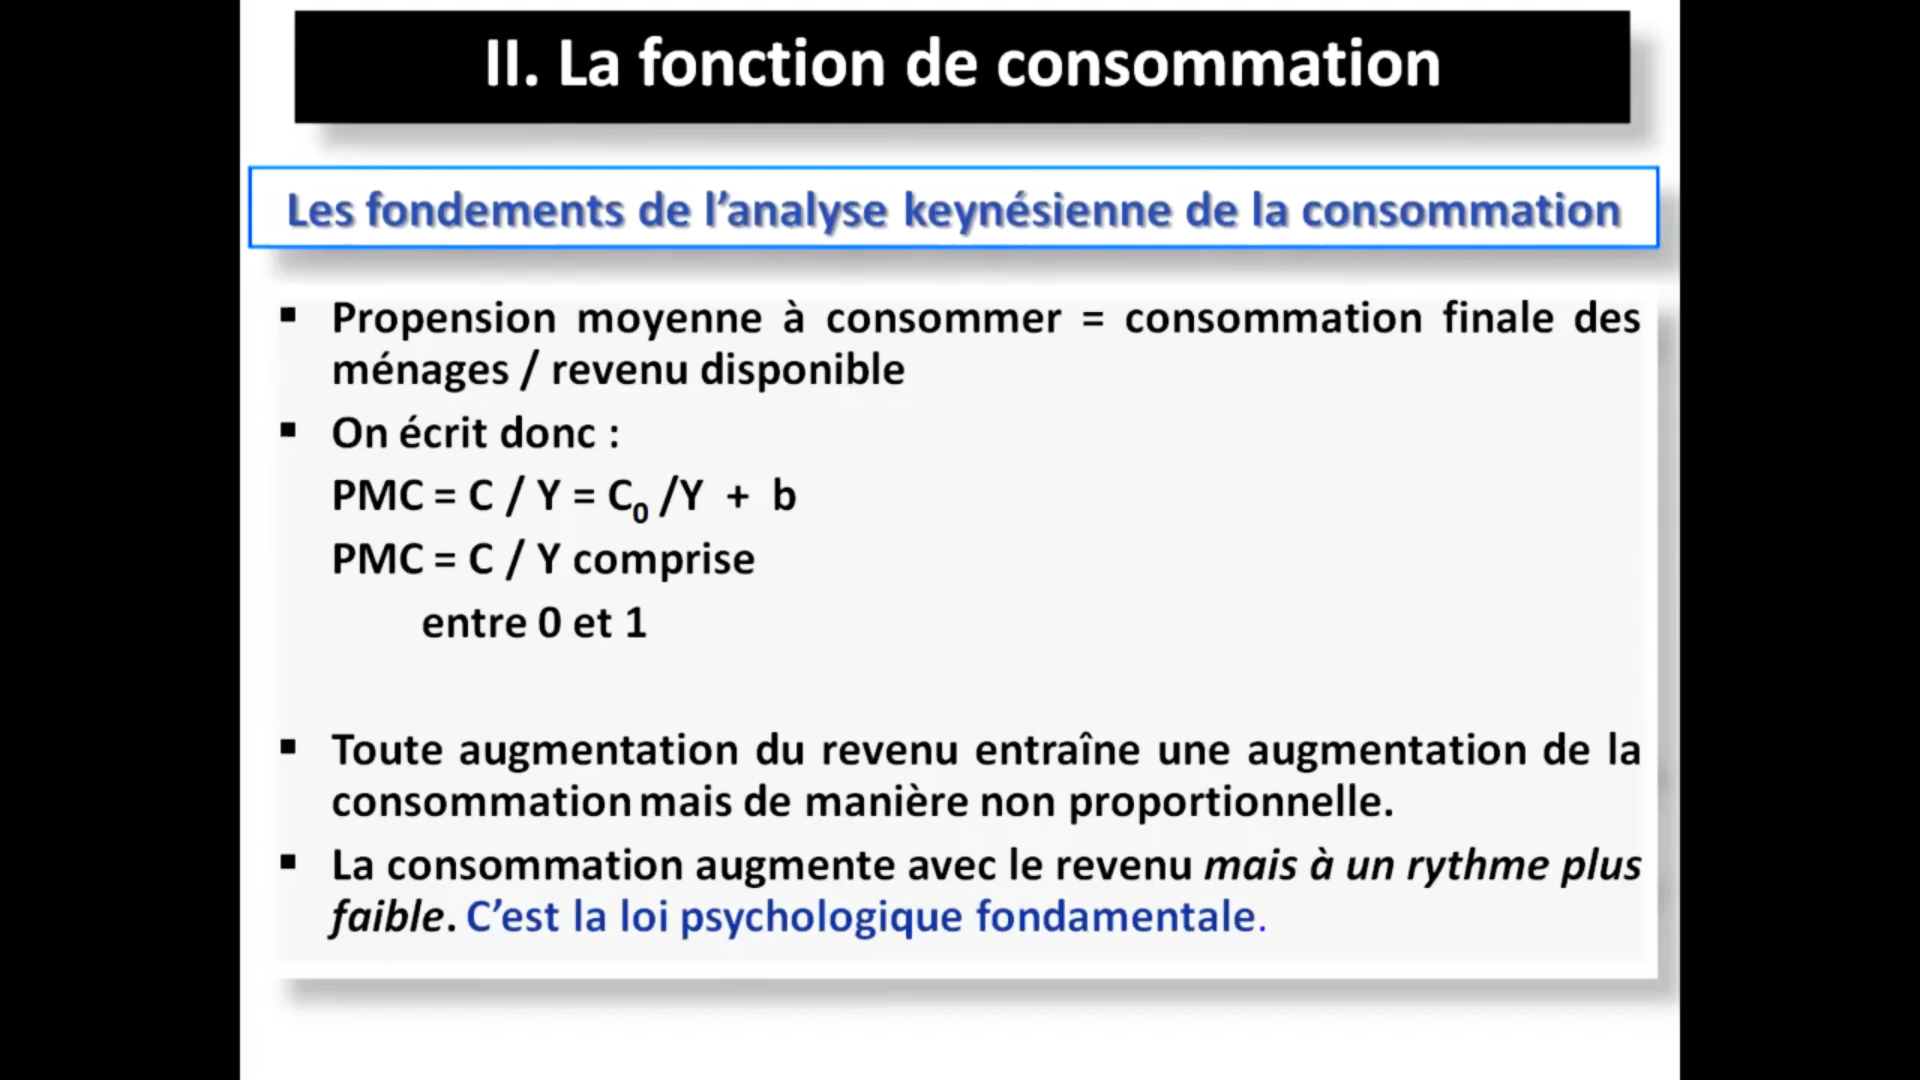 II. La fonction de consommation
Les fondements de l’analyse keynésienne de la consommation
▪ Propension moyenne à consommer = consommation finale des
ménages / revenu disponible
▪ On écrit donc :
PMC = C / Y = C₀ /Y + b
PMC = C / Y comprise
entre 0 et 1
▪ Toute augmentation du revenu entraîne une augmentation de la
consommation mais de manière non proportionnelle.
▪ La consommation augmente avec le revenu mais à un rythme plus
faible. C’est la loi psychologique fondamentale.